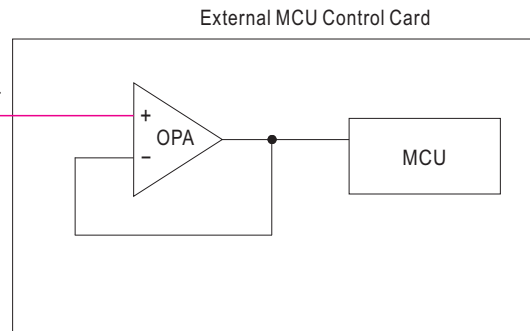 External MCU Control Card
+
OPA
−
MCU